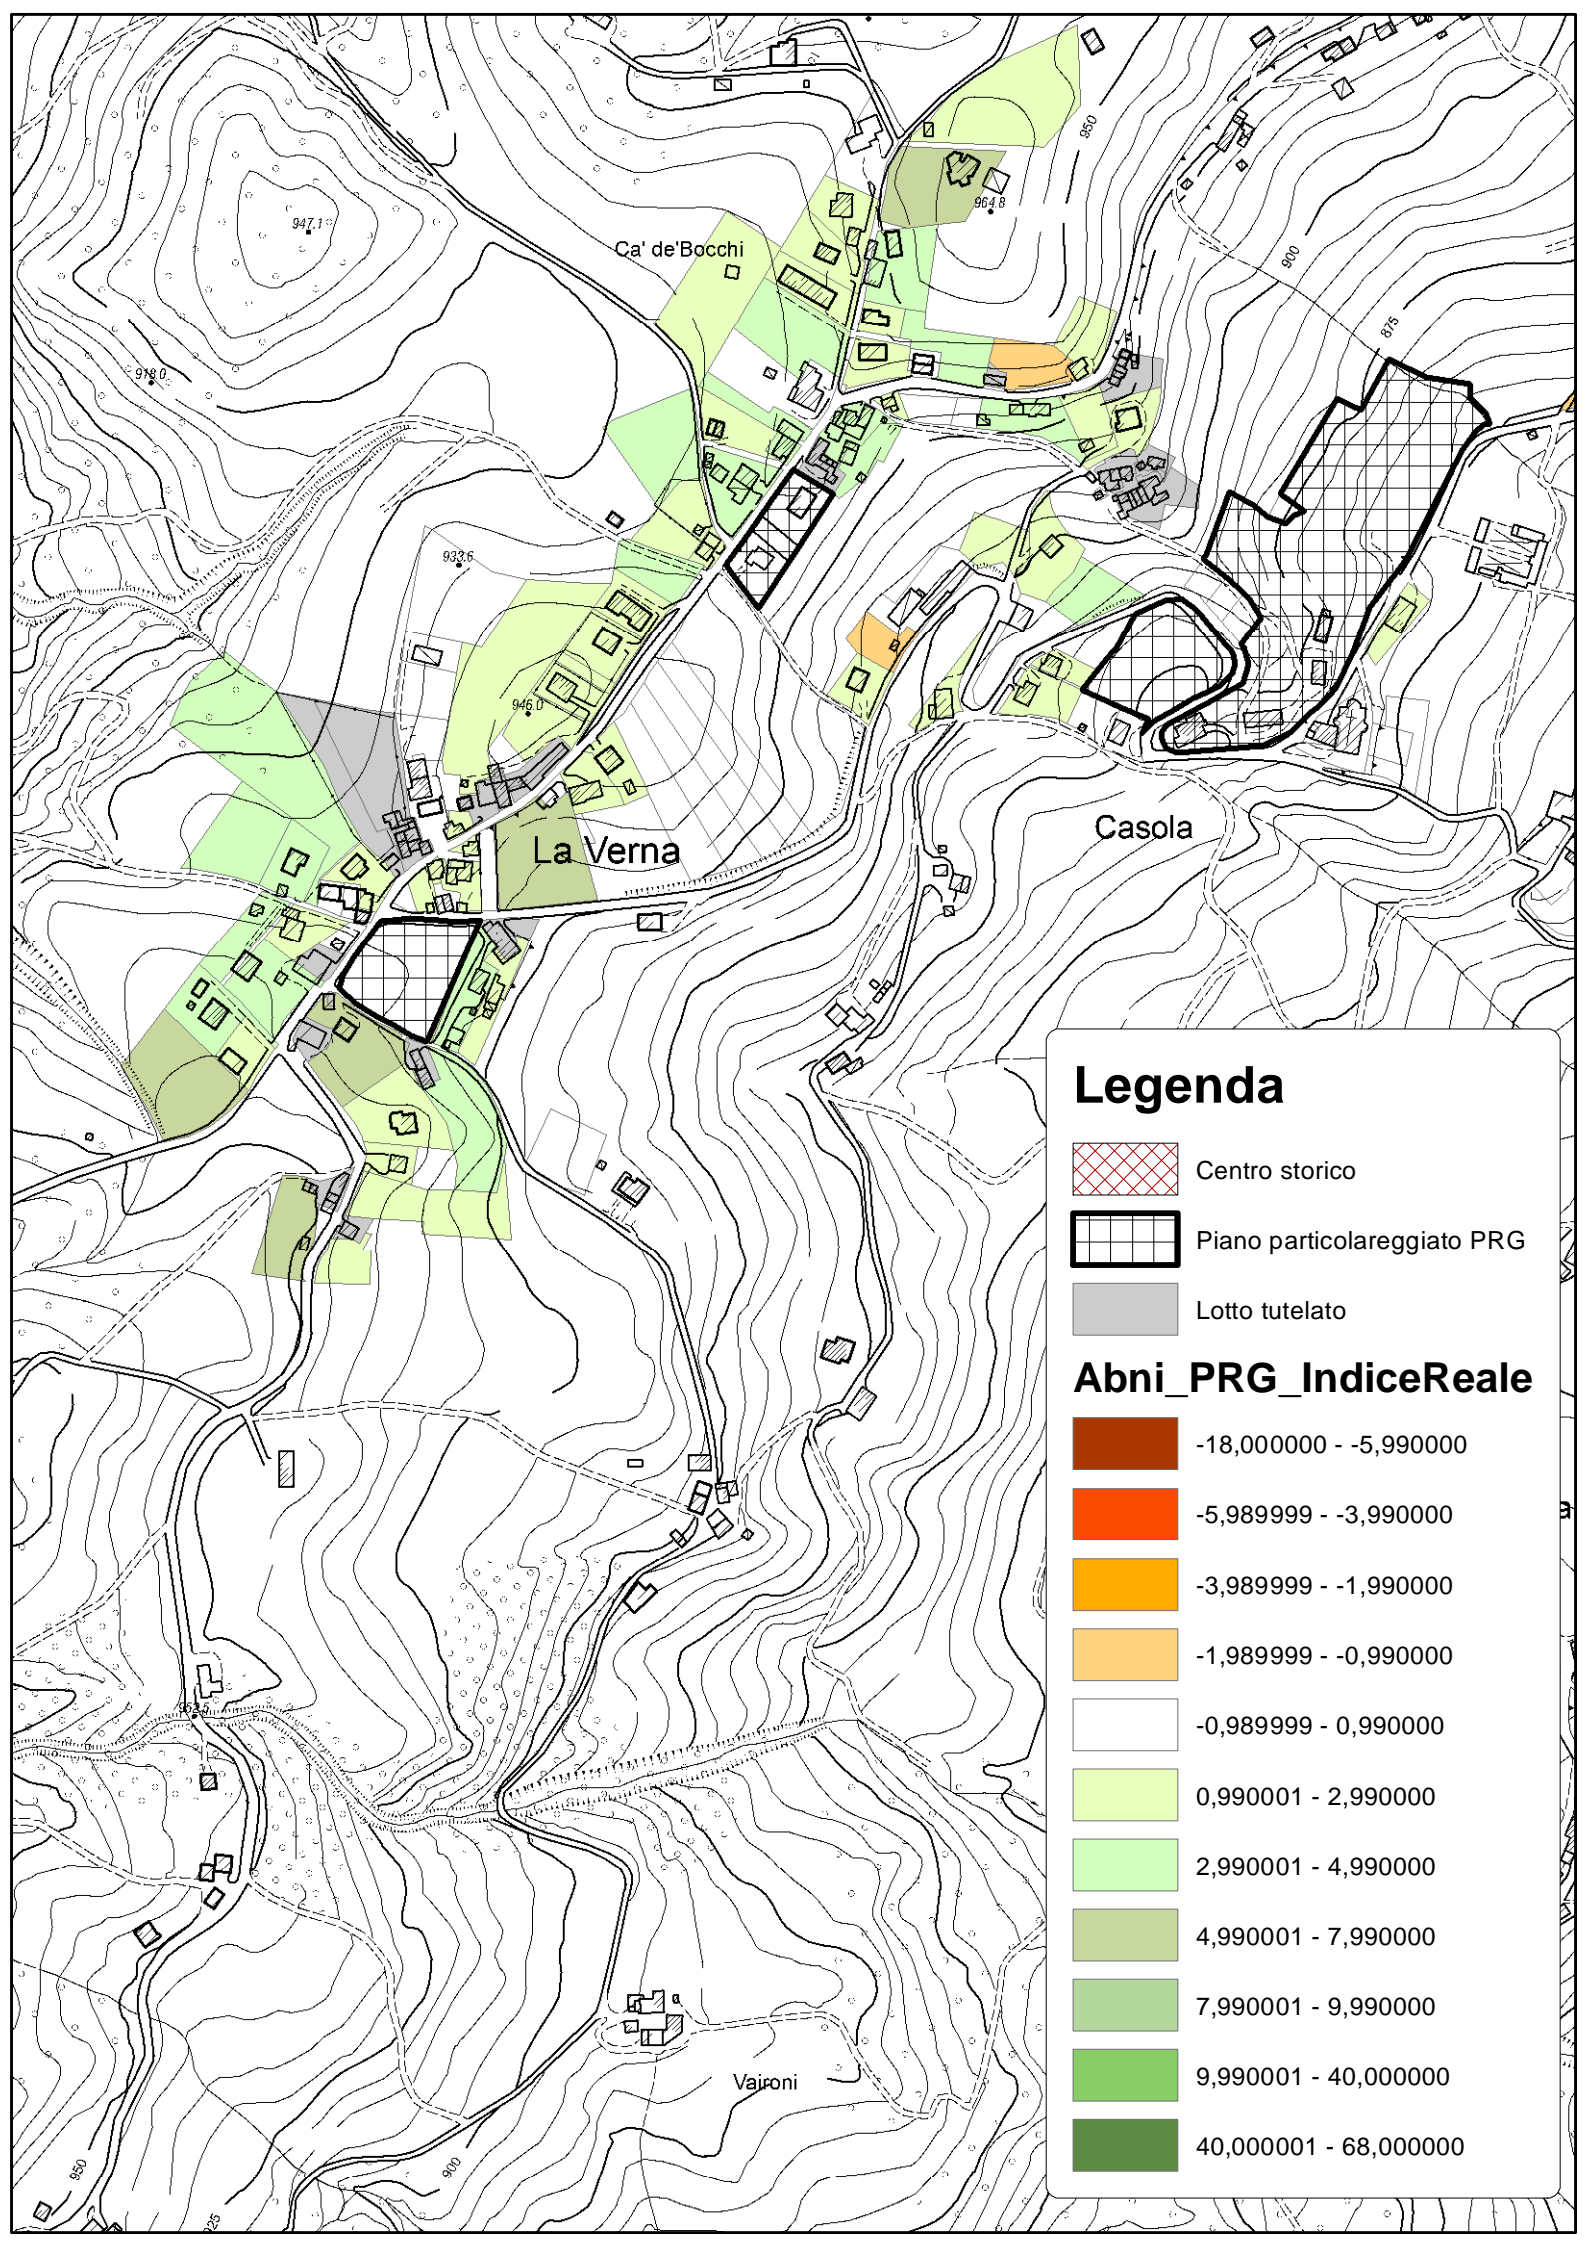 950
964.8
947.1
Ca' de'Bocchi
900
875
918.0
933.6
946.0
La Verna
Casola
Legenda
Centro storico
Piano particolareggiato PRG
Lotto tutelato
Abni_PRG_IndiceReale
-18,000000 - -5,990000
-5,989999 - -3,990000
-3,989999 - -1,990000
-1,989999 - -0,990000
-0,989999 - 0,990000
0,990001 - 2,990000
2,990001 - 4,990000
4,990001 - 7,990000
7,990001 - 9,990000
9,990001 - 40,000000
40,000001 - 68,000000
952.5
Vaironi
950
900
925